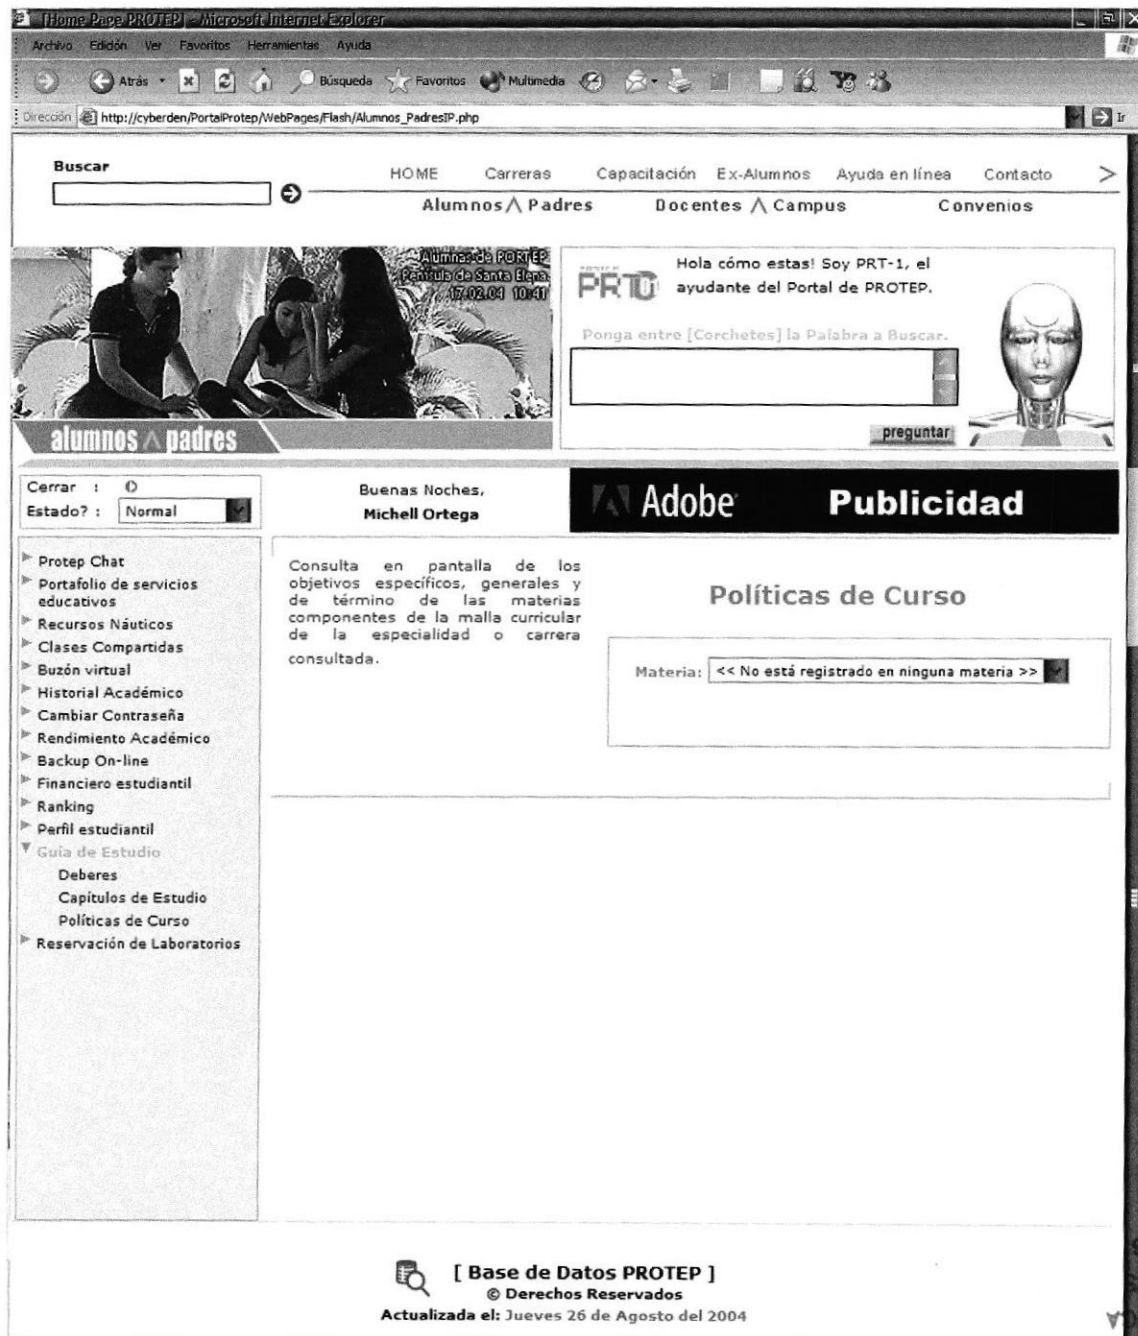 [Home Page PROTEP] - Microsoft Internet Explorer
Archivo Edición Ver Favoritos Herramientas Ayuda
Atrás Búsqueda Favoritos Multimedia
Dirección http://cyberden/PortalProtep/WebPages/Flash/Alumnos_PadresIP.php Ir
Buscar
HOME Carreras Capacitación Ex-Alumnos Ayuda en línea Contacto >
Alumnos Λ Padres Docentes Λ Campus Convenios
Alumnas de PORTEP
Penísula de Santa Elena
17.02.04 10:41
alumnos Λ padres
Hola cómo estas! Soy PRT-1, el
ayudante del Portal de PROTEP.
Ponga entre [Corchetes] la Palabra a Buscar.
preguntar
Cerrar :
Estado? : Normal
Buenas Noches,
Michell Ortega
Adobe Publicidad
Protep Chat
Portafolio de servicios
educativos
Recursos Náuticos
Clases Compartidas
Buzón virtual
Historial Académico
Cambiar Contraseña
Rendimiento Académico
Backup On-line
Financiero estudiantil
Ranking
Perfil estudiantil
Guía de Estudio
Deberes
Capítulos de Estudio
Políticas de Curso
Reservación de Laboratorios
Consulta en pantalla de los
objetivos específicos, generales y
de término de las materias
componentes de la malla curricular
de la especialidad o carrera
consultada.
Políticas de Curso
Materia: << No está registrado en ninguna materia >>
[ Base de Datos PROTEP ]
© Derechos Reservados
Actualizada el: Jueves 26 de Agosto del 2004